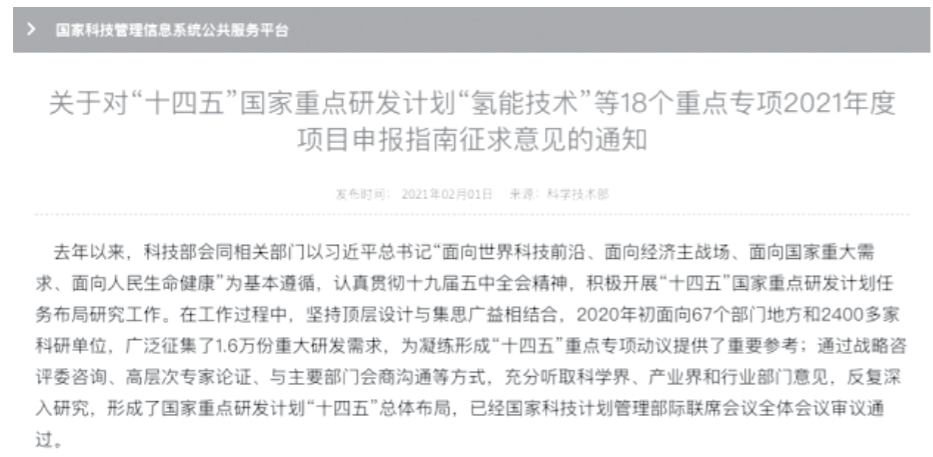 国家科技管理信息系统公共服务平台
关于对“十四五”国家重点研发计划“氢能技术”等18个重点专项2021年度
项目申报指南征求意见的通知
发布时间： 2021年02月01日 来源：科学技术部
去年以来，科技部会同相关部门以习近平总书记“面向世界科技前沿、面向经济主战场、面向国家重大需
求、面向人民生命健康”为基本遵循，认真贯彻十九届五中全会精神，积极开展“十四五”国家重点研发计划任
务布局研究工作。在工作过程中，坚持顶层设计与集思广益相结合，2020年初面向67个部门地方和2400多家
科研单位，广泛征集了1.6万份重大研发需求，为凝练形成“十四五”重点专项动议提供了重要参考；通过战略咨
评委咨询、高层次专家论证、与主要部门会商沟通等方式，充分听取科学界、产业界和行业部门意见，反复深
入研究，形成了国家重点研发计划“十四五”总体布局，已经国家科技计划管理部际联席会议全体会议审议通
过。